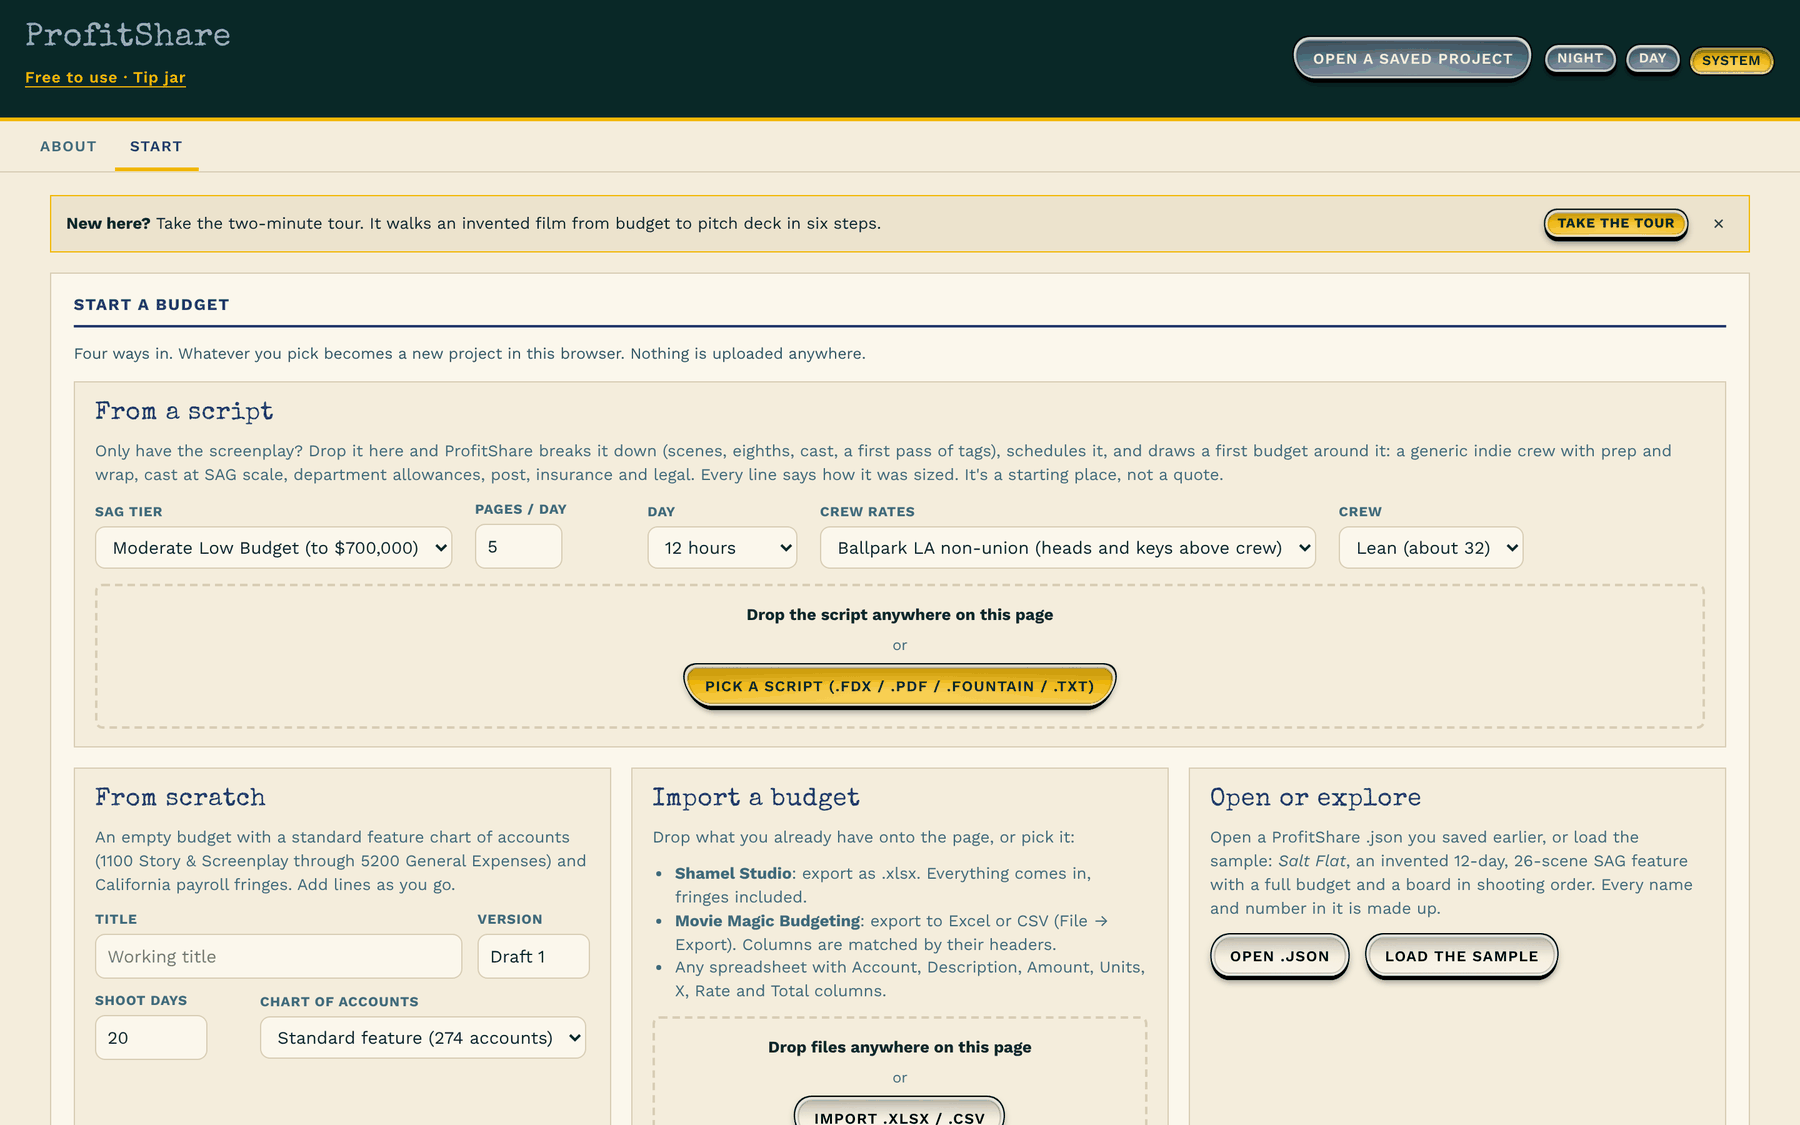 ProfitShare
Free to use · Tip jar
OPEN A SAVED PROJECT
NIGHT
DAY
SYSTEM
ABOUT
START
New here? Take the two-minute tour. It walks an invented film from budget to pitch deck in six steps.
TAKE THE TOUR
×
START A BUDGET
Four ways in. Whatever you pick becomes a new project in this browser. Nothing is uploaded anywhere.
From a script
Only have the screenplay? Drop it here and ProfitShare breaks it down (scenes, eighths, cast, a first pass of tags), schedules it, and draws a first budget around it: a generic indie crew with prep and
wrap, cast at SAG scale, department allowances, post, insurance and legal. Every line says how it was sized. It's a starting place, not a quote.
SAG TIER
PAGES / DAY
DAY
CREW RATES
CREW
Moderate Low Budget (to $700,000)
5
12 hours
Ballpark LA non-union (heads and keys above crew)
Lean (about 32)
Drop the script anywhere on this page
or
PICK A SCRIPT (.FDX / .PDF / .FOUNTAIN / .TXT)
From scratch
An empty budget with a standard feature chart of accounts
(1100 Story & Screenplay through 5200 General Expenses) and
California payroll fringes. Add lines as you go.
TITLE
VERSION
Working title
Draft 1
SHOOT DAYS
CHART OF ACCOUNTS
20
Standard feature (274 accounts)
Import a budget
Drop what you already have onto the page, or pick it:
• Shamel Studio: export as .xlsx. Everything comes in,
fringes included.
• Movie Magic Budgeting: export to Excel or CSV (File →
Export). Columns are matched by their headers.
• Any spreadsheet with Account, Description, Amount, Units,
X, Rate and Total columns.
Drop files anywhere on this page
or
IMPORT .XLSX / .CSV
Open or explore
Open a ProfitShare .json you saved earlier, or load the
sample: Salt Flat, an invented 12-day, 26-scene SAG feature
with a full budget and a board in shooting order. Every name
and number in it is made up.
OPEN .JSON
LOAD THE SAMPLE